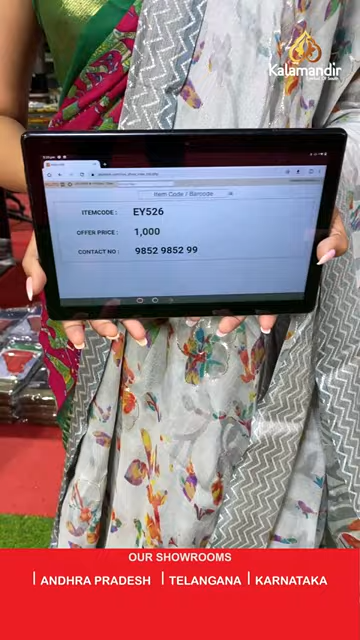 Kalamandir
Item Code / Barcode
ITEMCODE : EY526
OFFER PRICE : 1,000
CONTACT NO : 9852 9852 99
OUR SHOWROOMS
| ANDHRA PRADESH | TELANGANA | KARNATAKA